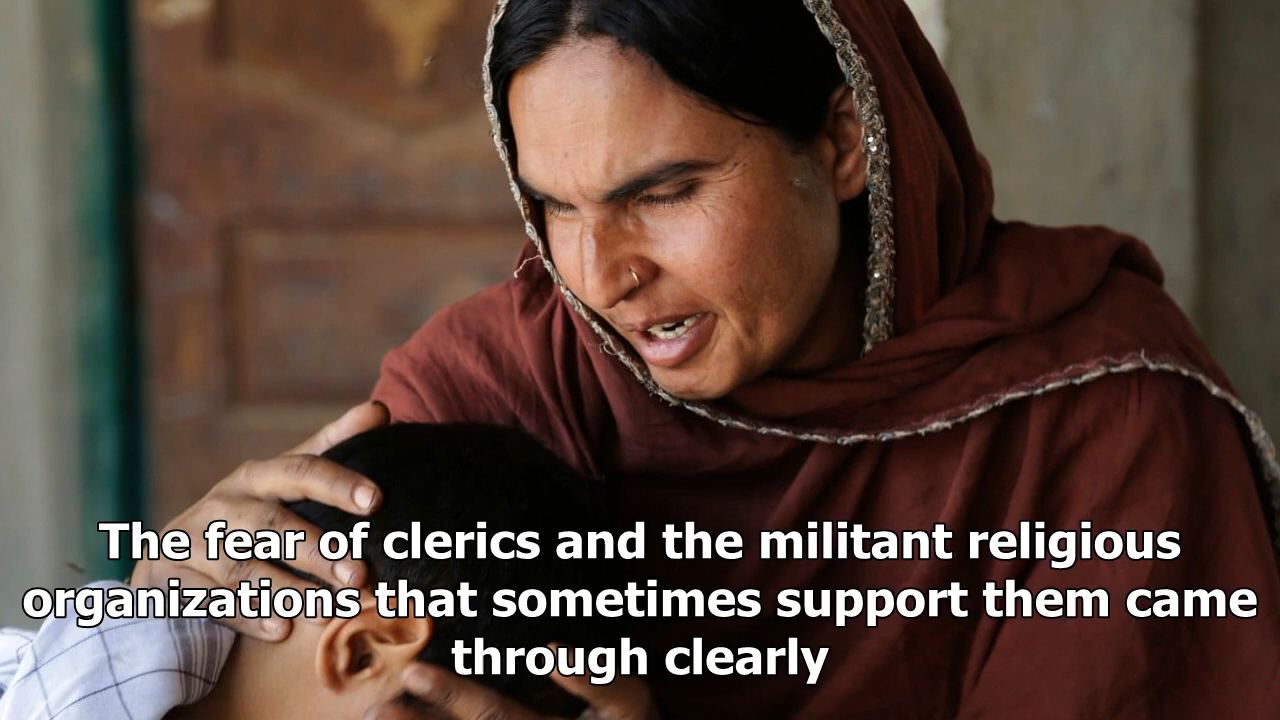 The fear of clerics and the militant religious
organizations that sometimes support them came
through clearly